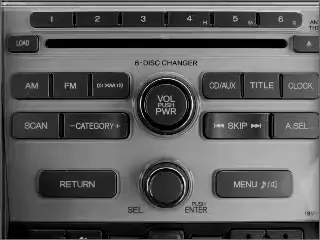 1 2 3 4 5 6
LOAD
6-DISC CHANGER
AM FM XM CD/AUX TITLE CLOCK
VOL
PUSH
PWR
SCAN −CATEGORY+ ⏮ SKIP ⏭ A.SEL
RETURN MENU
SEL PUSH
ENTER